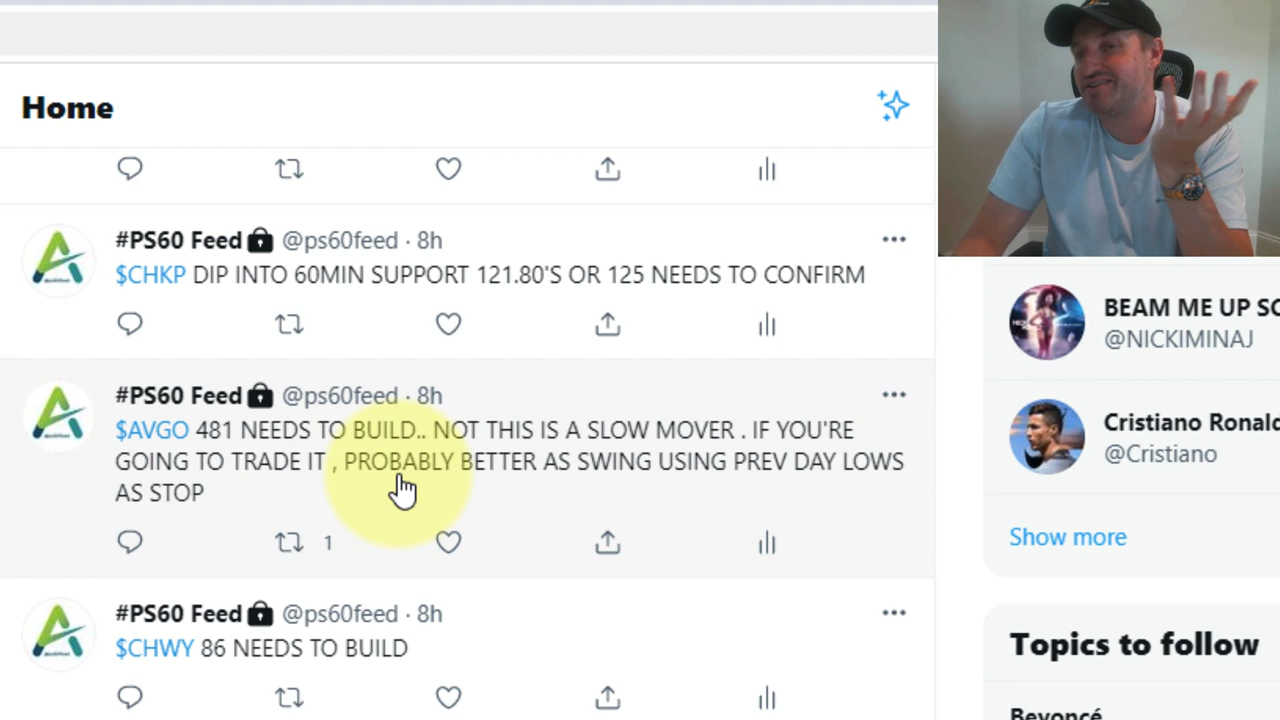 Home
#PS60 Feed @ps60feed · 8h
$CHKP DIP INTO 60MIN SUPPORT 121.80'S OR 125 NEEDS TO CONFIRM
#PS60 Feed @ps60feed · 8h
$AVGO 481 NEEDS TO BUILD.. NOT THIS IS A SLOW MOVER . IF YOU'RE
GOING TO TRADE IT , PROBABLY BETTER AS SWING USING PREV DAY LOWS
AS STOP
1
#PS60 Feed @ps60feed · 8h
$CHWY 86 NEEDS TO BUILD
BEAM ME UP SC
@NICKIMINAJ
Cristiano Ronald
@Cristiano
Show more
Topics to follow
Beyoncé